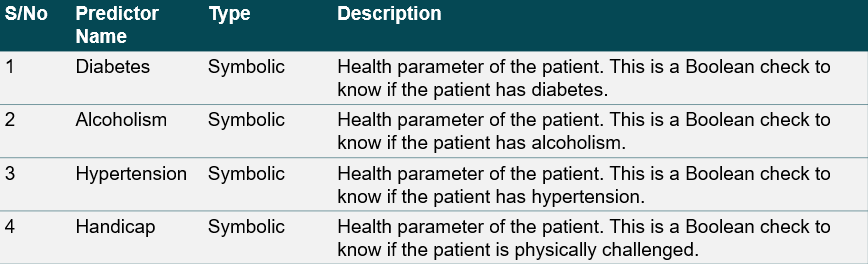 S/No Predictor Name Type Description
1 Diabetes Symbolic Health parameter of the patient. This is a Boolean check to
know if the patient has diabetes.
2 Alcoholism Symbolic Health parameter of the patient. This is a Boolean check to
know if the patient has alcoholism.
3 Hypertension Symbolic Health parameter of the patient. This is a Boolean check to
know if the patient has hypertension.
4 Handicap Symbolic Health parameter of the patient. This is a Boolean check to
know if the patient is physically challenged.